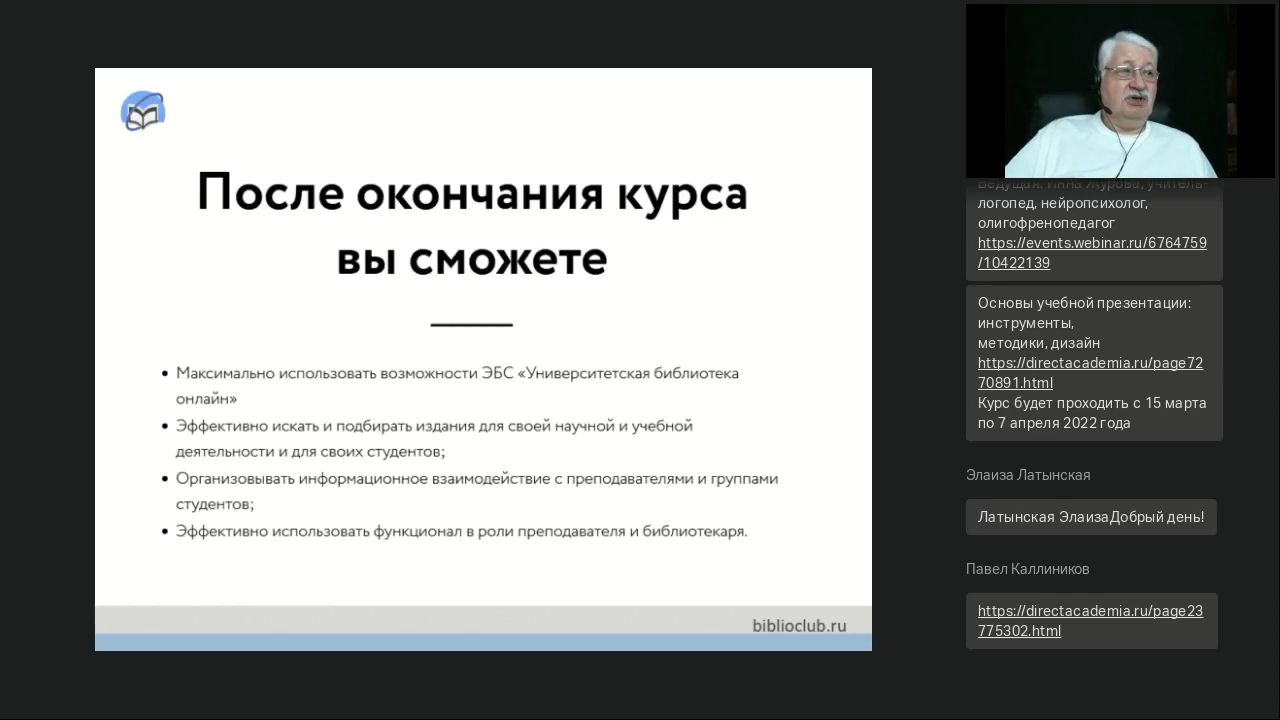 После окончания курса
вы сможете
Максимально использовать возможности ЭБС «Университетская библиотека
онлайн»
Эффективно искать и подбирать издания для своей научной и учебной
деятельности и для своих студентов;
Организовывать информационное взаимодействие с преподавателями и группами
студентов;
Эффективно использовать функционал в роли преподавателя и библиотекаря.
biblioclub.ru
Ведущая: Инна Журова, учитель-
логопед, нейропсихолог,
олигофренопедагог
https://events.webinar.ru/6764759
/10422139
Основы учебной презентации:
инструменты,
методики, дизайн
https://directacademia.ru/page72
70891.html
Курс будет проходить с 15 марта
по 7 апреля 2022 года
Элаиза Латынская
Латынская ЭлаизаДобрый день!
Павел Каллиников
https://directacademia.ru/page23
775302.html